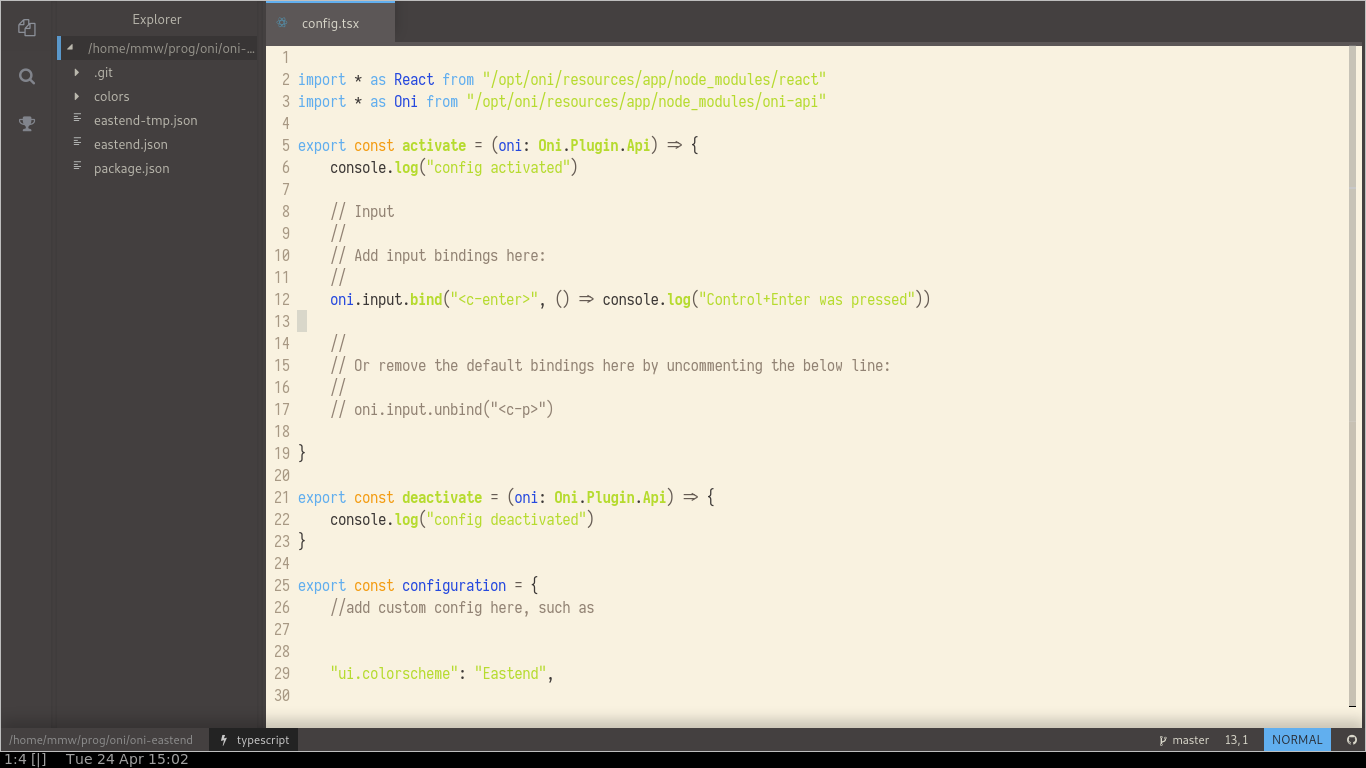 Explorer
/home/mmw/prog/oni/oni-...
.git
colors
eastend-tmp.json
eastend.json
package.json
config.tsx
1
2 import * as React from "/opt/oni/resources/app/node_modules/react"
3 import * as Oni from "/opt/oni/resources/app/node_modules/oni-api"
4
5 export const activate = (oni: Oni.Plugin.Api) => {
6     console.log("config activated")
7
8     // Input
9     //
10     // Add input bindings here:
11     //
12     oni.input.bind("<c-enter>", () => console.log("Control+Enter was pressed"))
13
14     //
15     // Or remove the default bindings here by uncommenting the below line:
16     //
17     // oni.input.unbind("<c-p>")
18
19 }
20
21 export const deactivate = (oni: Oni.Plugin.Api) => {
22     console.log("config deactivated")
23 }
24
25 export const configuration = {
26     //add custom config here, such as
27
28
29     "ui.colorscheme": "Eastend",
30
/home/mmw/prog/oni/oni-eastend typescript master 13,1 NORMAL
1:4 [|] Tue 24 Apr 15:02